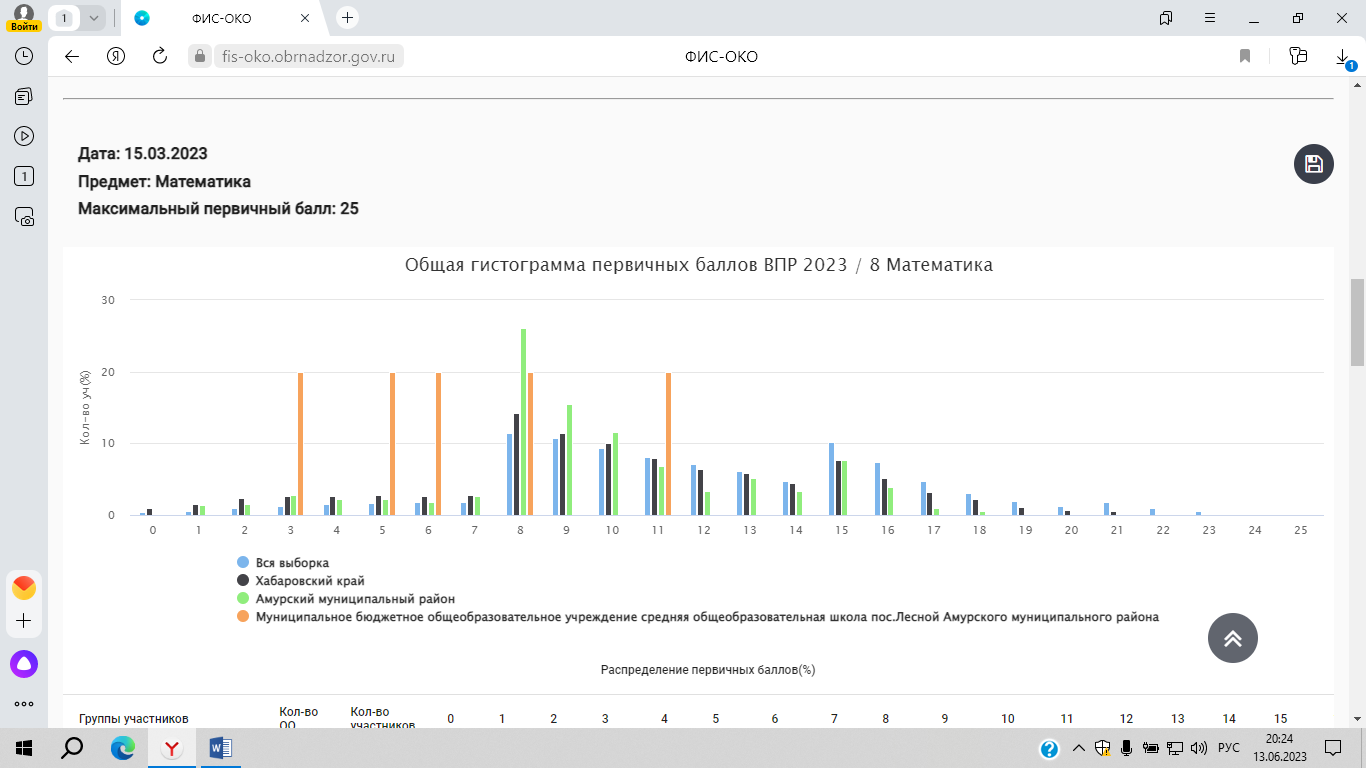 Войти
1
ФИС-ОКО
fis-oko.obrnadzor.gov.ru
ФИС-ОКО
1
1
Дата: 15.03.2023
Предмет: Математика
Максимальный первичный балл: 25
Общая гистограмма первичных баллов ВПР 2023 / 8 Математика
Кол-во уч(%)
30
20
10
0
0 1 2 3 4 5 6 7 8 9 10 11 12 13 14 15 16 17 18 19 20 21 22 23 24 25
Вся выборка
Хабаровский край
Амурский муниципальный район
Муниципальное бюджетное общеобразовательное учреждение средняя общеобразовательная школа пос.Лесной Амурского муниципального района
Распределение первичных баллов(%)
Группы участников Кол-во ОО Кол-во участников 0 1 2 3 4 5 6 7 8 9 10 11 12 13 14 15
РУС
20:24
13.06.2023